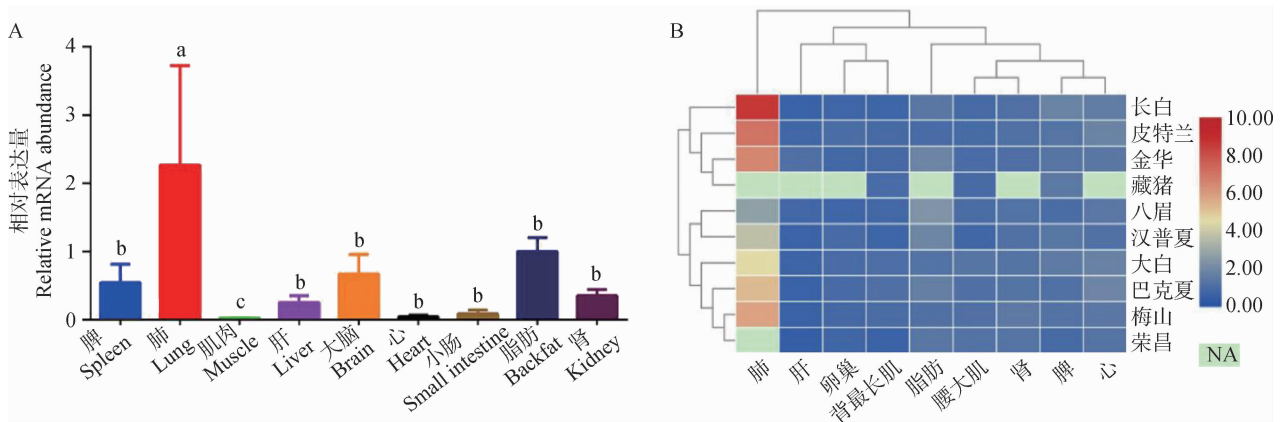 A
相对表达量
Relative mRNA abundance
4
3
2
1
0
b
a
c
b
b
b
b
b
b
脾
Spleen
肺
Lung
肌肉
Muscle
肝
Liver
大脑
Brain
心
Heart
小肠
Small intestine
脂肪
Backfat
肾
Kidney
B
长白
皮特兰
金华
藏猪
八眉
汉普夏
大白
巴克夏
梅山
荣昌
肺
肝
卵巢
背最长肌
脂肪
腰大肌
肾
脾
心
10.00
8.00
6.00
4.00
2.00
0.00
NA